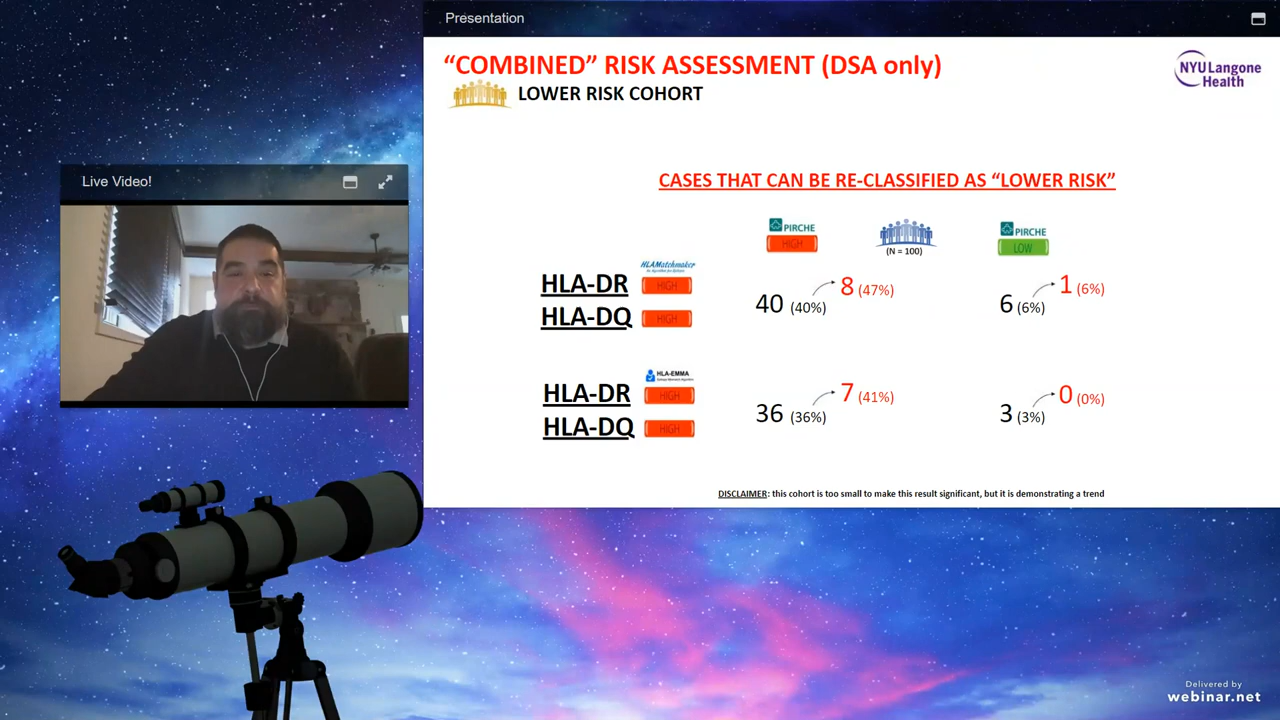 Presentation
"COMBINED" RISK ASSESSMENT (DSA only)
LOWER RISK COHORT
NYU Langone
Health
Live Video!
CASES THAT CAN BE RE-CLASSIFIED AS "LOWER RISK"
PIRCHE
HIGH
(N = 100)
PIRCHE
LOW
HLAMatchmaker
HLA-DR HIGH
HLA-DQ HIGH
40 (40%) 8 (47%)
6 (6%) 1 (6%)
HLA-EMMA
HLA-DR HIGH
HLA-DQ HIGH
36 (36%) 7 (41%)
3 (3%) 0 (0%)
DISCLAIMER: this cohort is too small to make this result significant, but it is demonstrating a trend
Delivered by
webinar.net